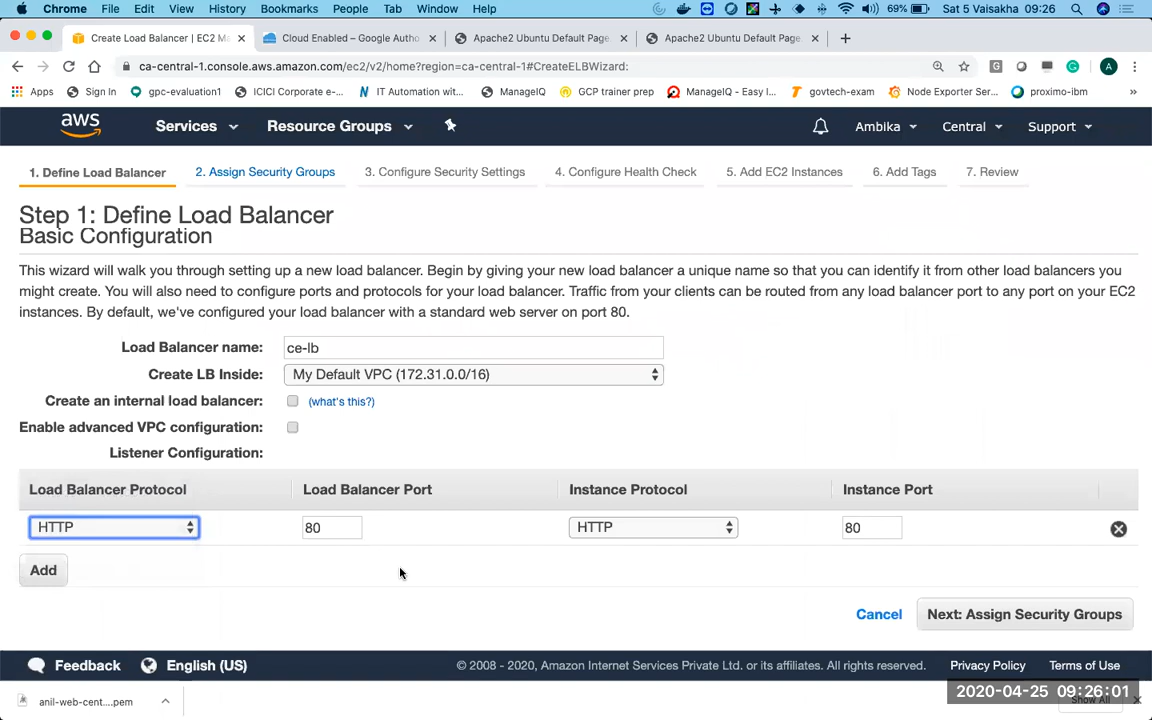 Chrome File Edit View History Bookmarks People Tab Window Help 69% Sat 5 Vaisakha 09:26
Create Load Balancer | EC2 Ma Cloud Enabled – Google Autho Apache2 Ubuntu Default Page Apache2 Ubuntu Default Page
ca-central-1.console.aws.amazon.com/ec2/v2/home?region=ca-central-1#CreateELBWizard: A
Apps Sign In gpc-evaluation1 ICICI Corporate e-... IT Automation wit... ManageIQ GCP trainer prep ManageIQ - Easy l... govtech-exam Node Exporter Ser... proximo-ibm »
aws Services Resource Groups Ambika Central Support
1. Define Load Balancer 2. Assign Security Groups 3. Configure Security Settings 4. Configure Health Check 5. Add EC2 Instances 6. Add Tags 7. Review
Step 1: Define Load Balancer
Basic Configuration
This wizard will walk you through setting up a new load balancer. Begin by giving your new load balancer a unique name so that you can identify it from other load balancers you
might create. You will also need to configure ports and protocols for your load balancer. Traffic from your clients can be routed from any load balancer port to any port on your EC2
instances. By default, we've configured your load balancer with a standard web server on port 80.
Load Balancer name: ce-lb
Create LB Inside: My Default VPC (172.31.0.0/16)
Create an internal load balancer: (what's this?)
Enable advanced VPC configuration:
Listener Configuration:
Load Balancer Protocol Load Balancer Port Instance Protocol Instance Port
HTTP 80 HTTP 80
Add
Cancel Next: Assign Security Groups
Feedback English (US) © 2008 - 2020, Amazon Internet Services Private Ltd. or its affiliates. All rights reserved. Privacy Policy Terms of Use
2020-04-25 09:26:01
anil-web-cent....pem Show All